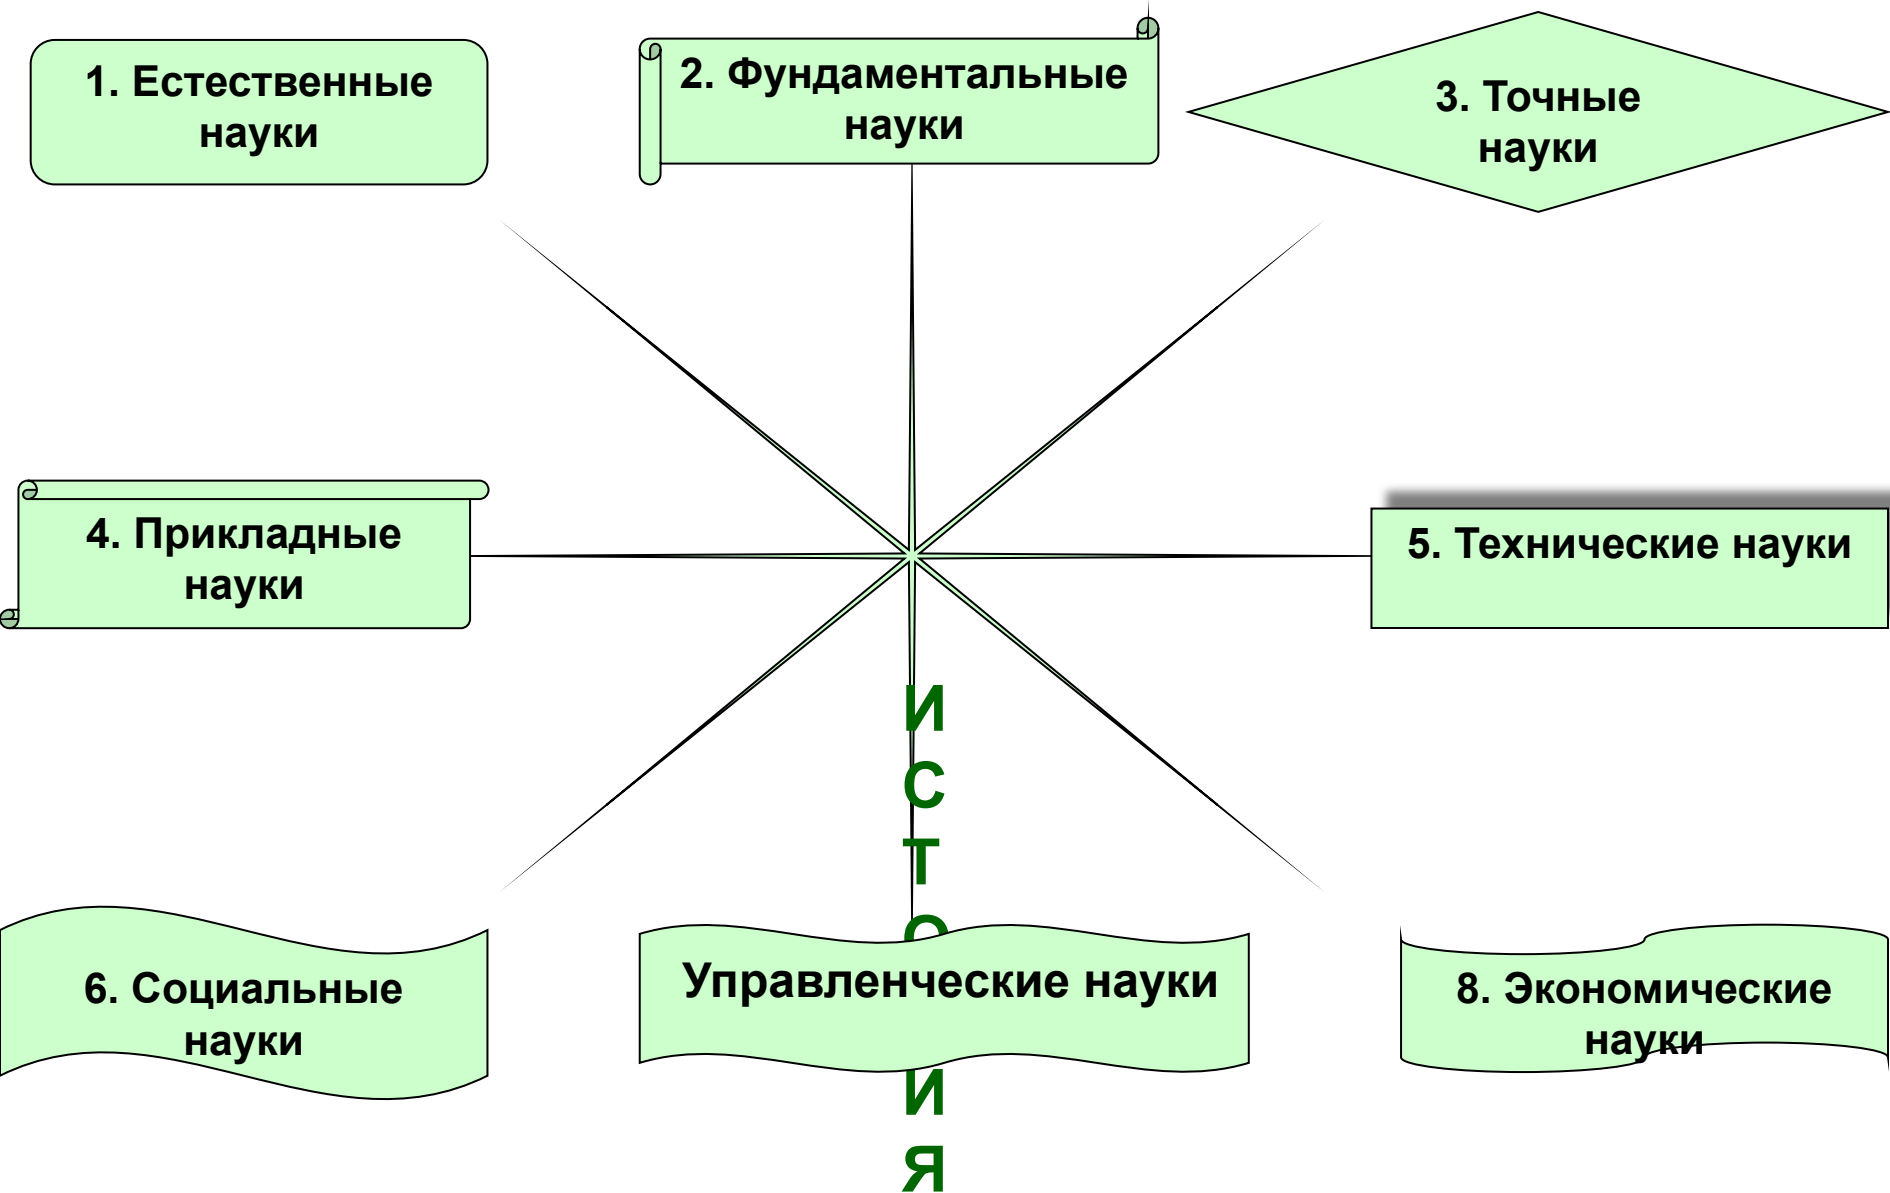 1. Естественные
науки
2. Фундаментальные
науки
3. Точные
науки
4. Прикладные
науки
5. Технические науки
И
С
Т
О
6. Социальные
науки
Управленческие науки
8. Экономические
науки
И
Я